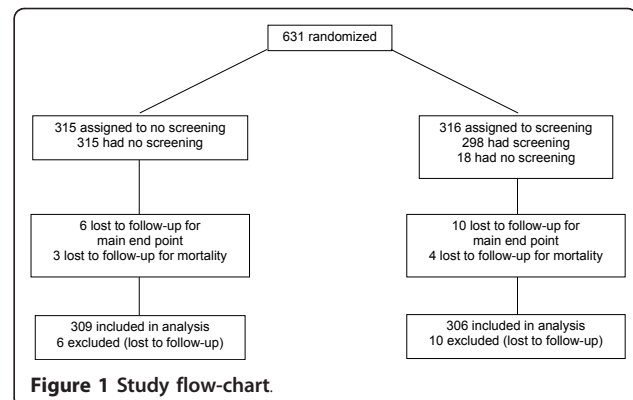 631 randomized
315 assigned to no screening
315 had no screening
316 assigned to screening
298 had screening
18 had no screening
6 lost to follow-up for
main end point
3 lost to follow-up for mortality
10 lost to follow-up for
main end point
4 lost to follow-up for mortality
309 included in analysis
6 excluded (lost to follow-up)
306 included in analysis
10 excluded (lost to follow-up)
Figure 1 Study flow-chart.